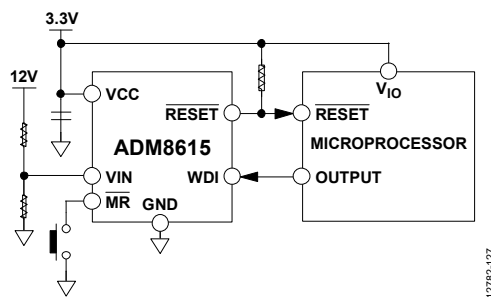 3.3V
12V
VCC
RESET
ADM8615
VIN
WDI
MR
GND
VIO
RESET
MICROPROCESSOR
OUTPUT
12782-127